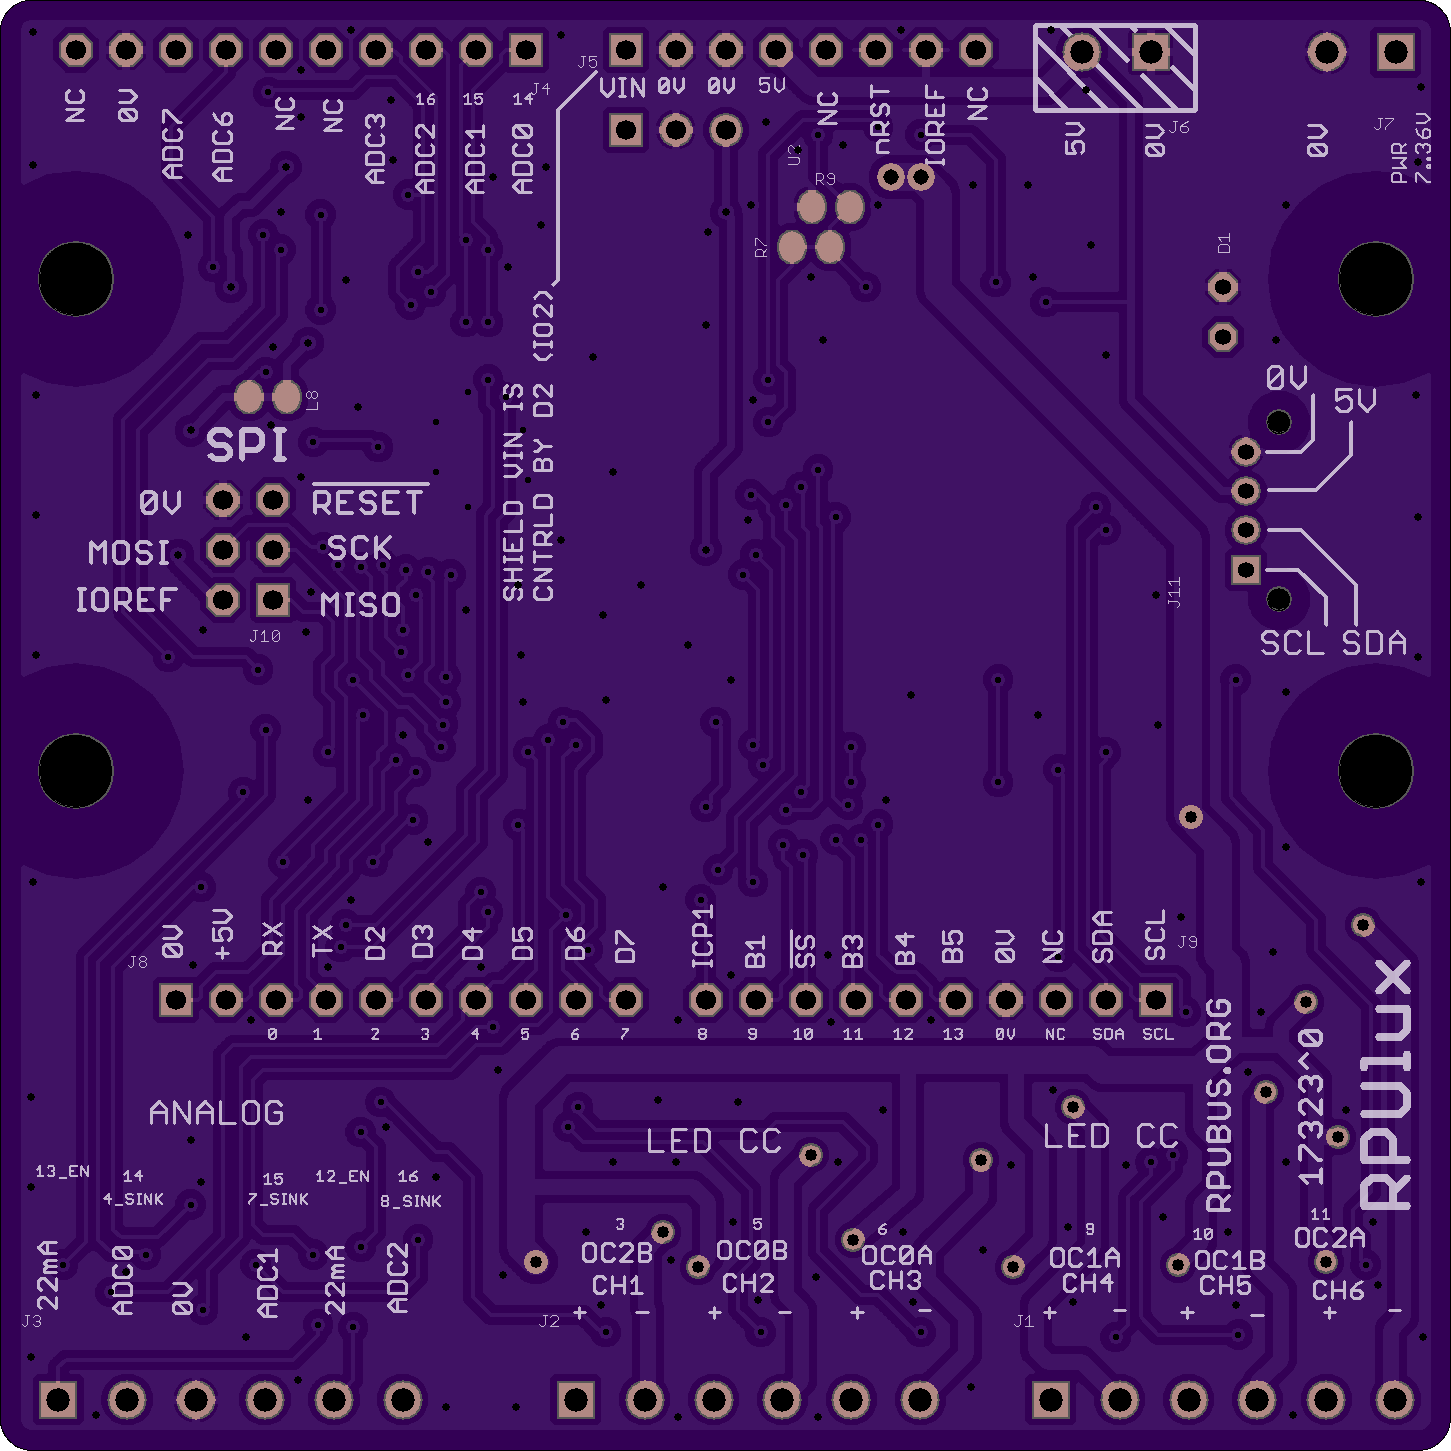 NC 0V ADC7 ADC6 NC NC ADC3 ADC2 ADC1 ADC0
16 15 14
J4
J5
VIN 0V 0V 5V NC nRST IOREF NC
5V 0V
J6
0V
J7
PWR
7..36V
R9
R7
D1
SHIELD VIN IS
CNTRLD BY D2 (IO2)
L8
SPI
0V RESET
MOSI SCK
IOREF MISO
J10
0V
5V
J11
SCL SDA
0V +5V RX TX D2 D3 D4 D5 D6 D7 ICP1 B1 SS B3 B4 B5 0V NC SDA SCL
J8
J9
0 1 2 3 4 5 6 7 8 9 10 11 12 13 0V NC SDA SCL
RPUBUS.ORG
17323^0
RPUlux
ANALOG
LED CC
LED CC
13_EN 14 15 12_EN 16
4_SINK 7_SINK 8_SINK
22mA ADC0 0V ADC1 22mA ADC2
J3
3 5 6 9 10 11
OC2B OC0B OC0A OC1A OC1B OC2A
CH1 CH2 CH3 CH4 CH5 CH6
J2 + - + - + -
J1 + - + - + -